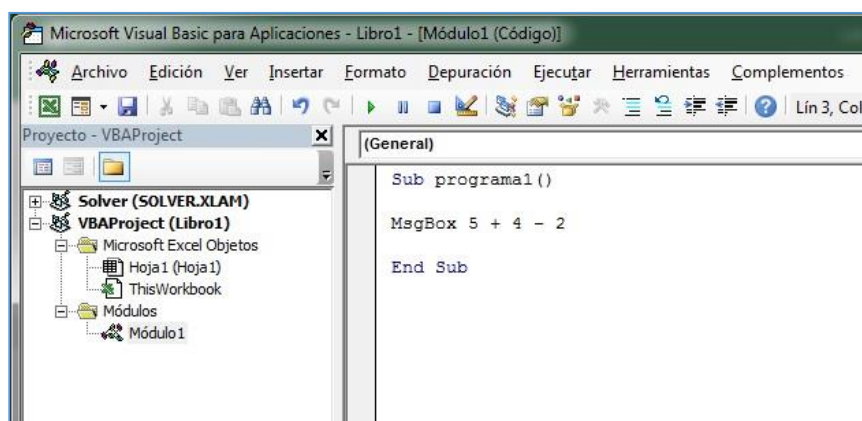 Microsoft Visual Basic para Aplicaciones - Libro1 - [Módulo1 (Código)]
Archivo Edición Ver Insertar Formato Depuración Ejecutar Herramientas Complementos
Lín 3, Col
Proyecto - VBAProject
(General)
Solver (SOLVER.XLAM)
VBAProject (Libro1)
Microsoft Excel Objetos
Hoja1 (Hoja1)
ThisWorkbook
Módulos
Módulo1
Sub programa1()
MsgBox 5 + 4 - 2
End Sub